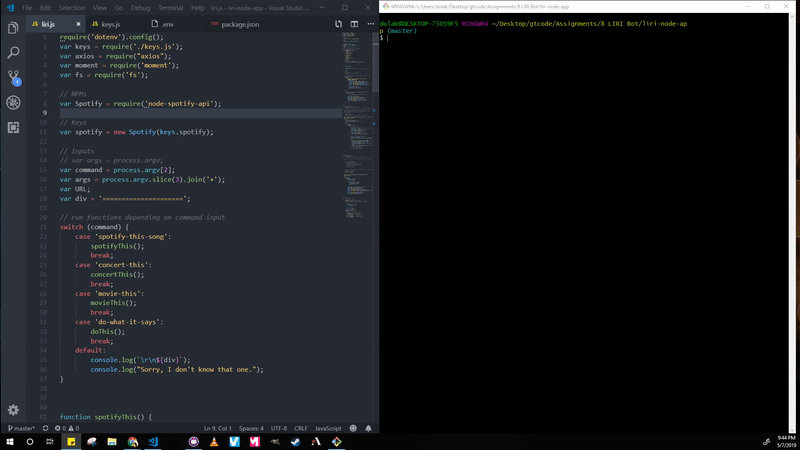 File Edit Selection View Go Debug Terminal Help liri.js - liri-node-app - Visual Studio ...
liri.js × keys.js .env package.json
1 require('dotenv').config();
2 var keys = require('./keys.js');
3 var axios = require("axios");
4 var moment = require('moment');
5 var fs = require('fs');
6
7 // NPMs
8 var Spotify = require('node-spotify-api');
9
10 // Keys
11 var spotify = new Spotify(keys.spotify);
12
13 // Inputs
14 // var args = process.argv;
15 var command = process.argv[2];
16 var args = process.argv.slice(3).join('+');
17 var URL;
18 var div = '=====================';
19
20 // run functions depending on command input
21 switch (command) {
22 case 'spotify-this-song':
23 spotifyThis();
24 break;
25 case 'concert-this':
26 concertThis();
27 break;
28 case 'movie-this':
29 movieThis();
30 break;
31 case 'do-what-it-says':
32 doThis();
33 break;
34 default:
35 console.log(`\r\n${div}`);
36 console.log("Sorry, I don't know that one.");
37 }
38
39
40
41 function spotifyThis() {
master* 0 0 Ln 9, Col 1 Spaces: 4 UTF-8 CRLF JavaScript
MINGW64:/c/Users/dolak/Desktop/gtcode/Assignments/8 LIRI Bot/liri-node-app
dolak@DESKTOP-75OS9FS MINGW64 ~/Desktop/gtcode/Assignments/8 LIRI Bot/liri-node-ap
p (master)
$
9:44 PM
5/7/2019